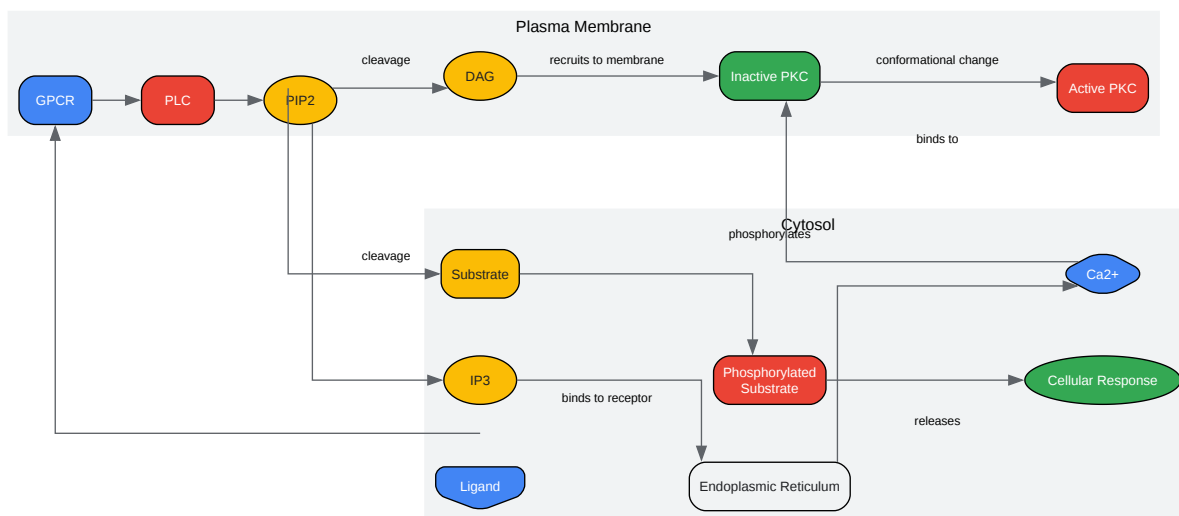 Plasma Membrane
cleavage
DAG
recruits to membrane
Inactive PKC
conformational change
Active PKC
GPCR
PLC
PIP2
binds to
Cytosol
phosphorylates
cleavage
Substrate
Ca2+
Phosphorylated
Substrate
IP3
Cellular Response
binds to receptor
releases
Ligand
Endoplasmic Reticulum